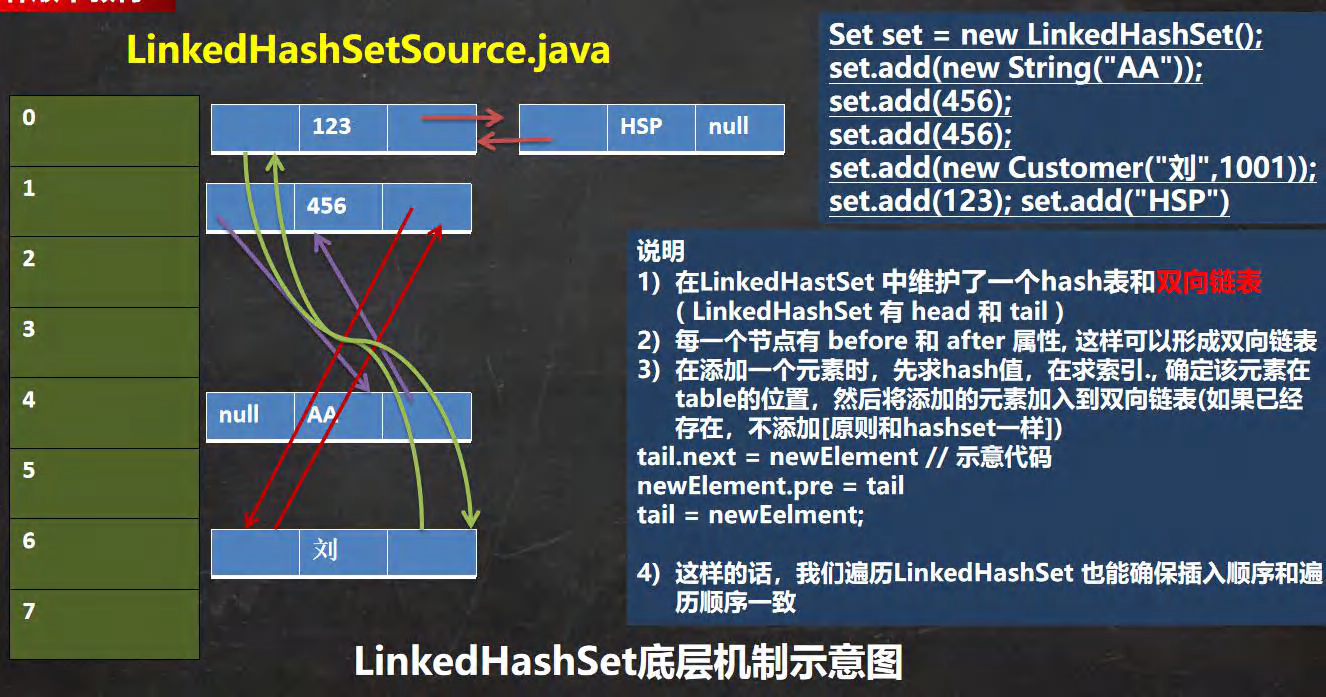 LinkedHashSetSource.java
Set set = new LinkedHashSet();
set.add(new String("AA"));
set.add(456);
set.add(456);
set.add(new Customer("刘",1001));
set.add(123); set.add("HSP")
0
123
HSP
null
1
456
2
3
4
null
AA
5
6
刘
7
说明
1) 在LinkedHastSet 中维护了一个hash表和双向链表
( LinkedHashSet 有 head 和 tail )
2) 每一个节点有 before 和 after 属性, 这样可以形成双向链表
3) 在添加一个元素时，先求hash值，在求索引., 确定该元素在
table的位置，然后将添加的元素加入到双向链表(如果已经
存在，不添加[原则和hashset一样])
tail.next = newElement // 示意代码
newElement.pre = tail
tail = newEelment;
4) 这样的话，我们遍历LinkedHashSet 也能确保插入顺序和遍
历顺序一致
LinkedHashSet底层机制示意图